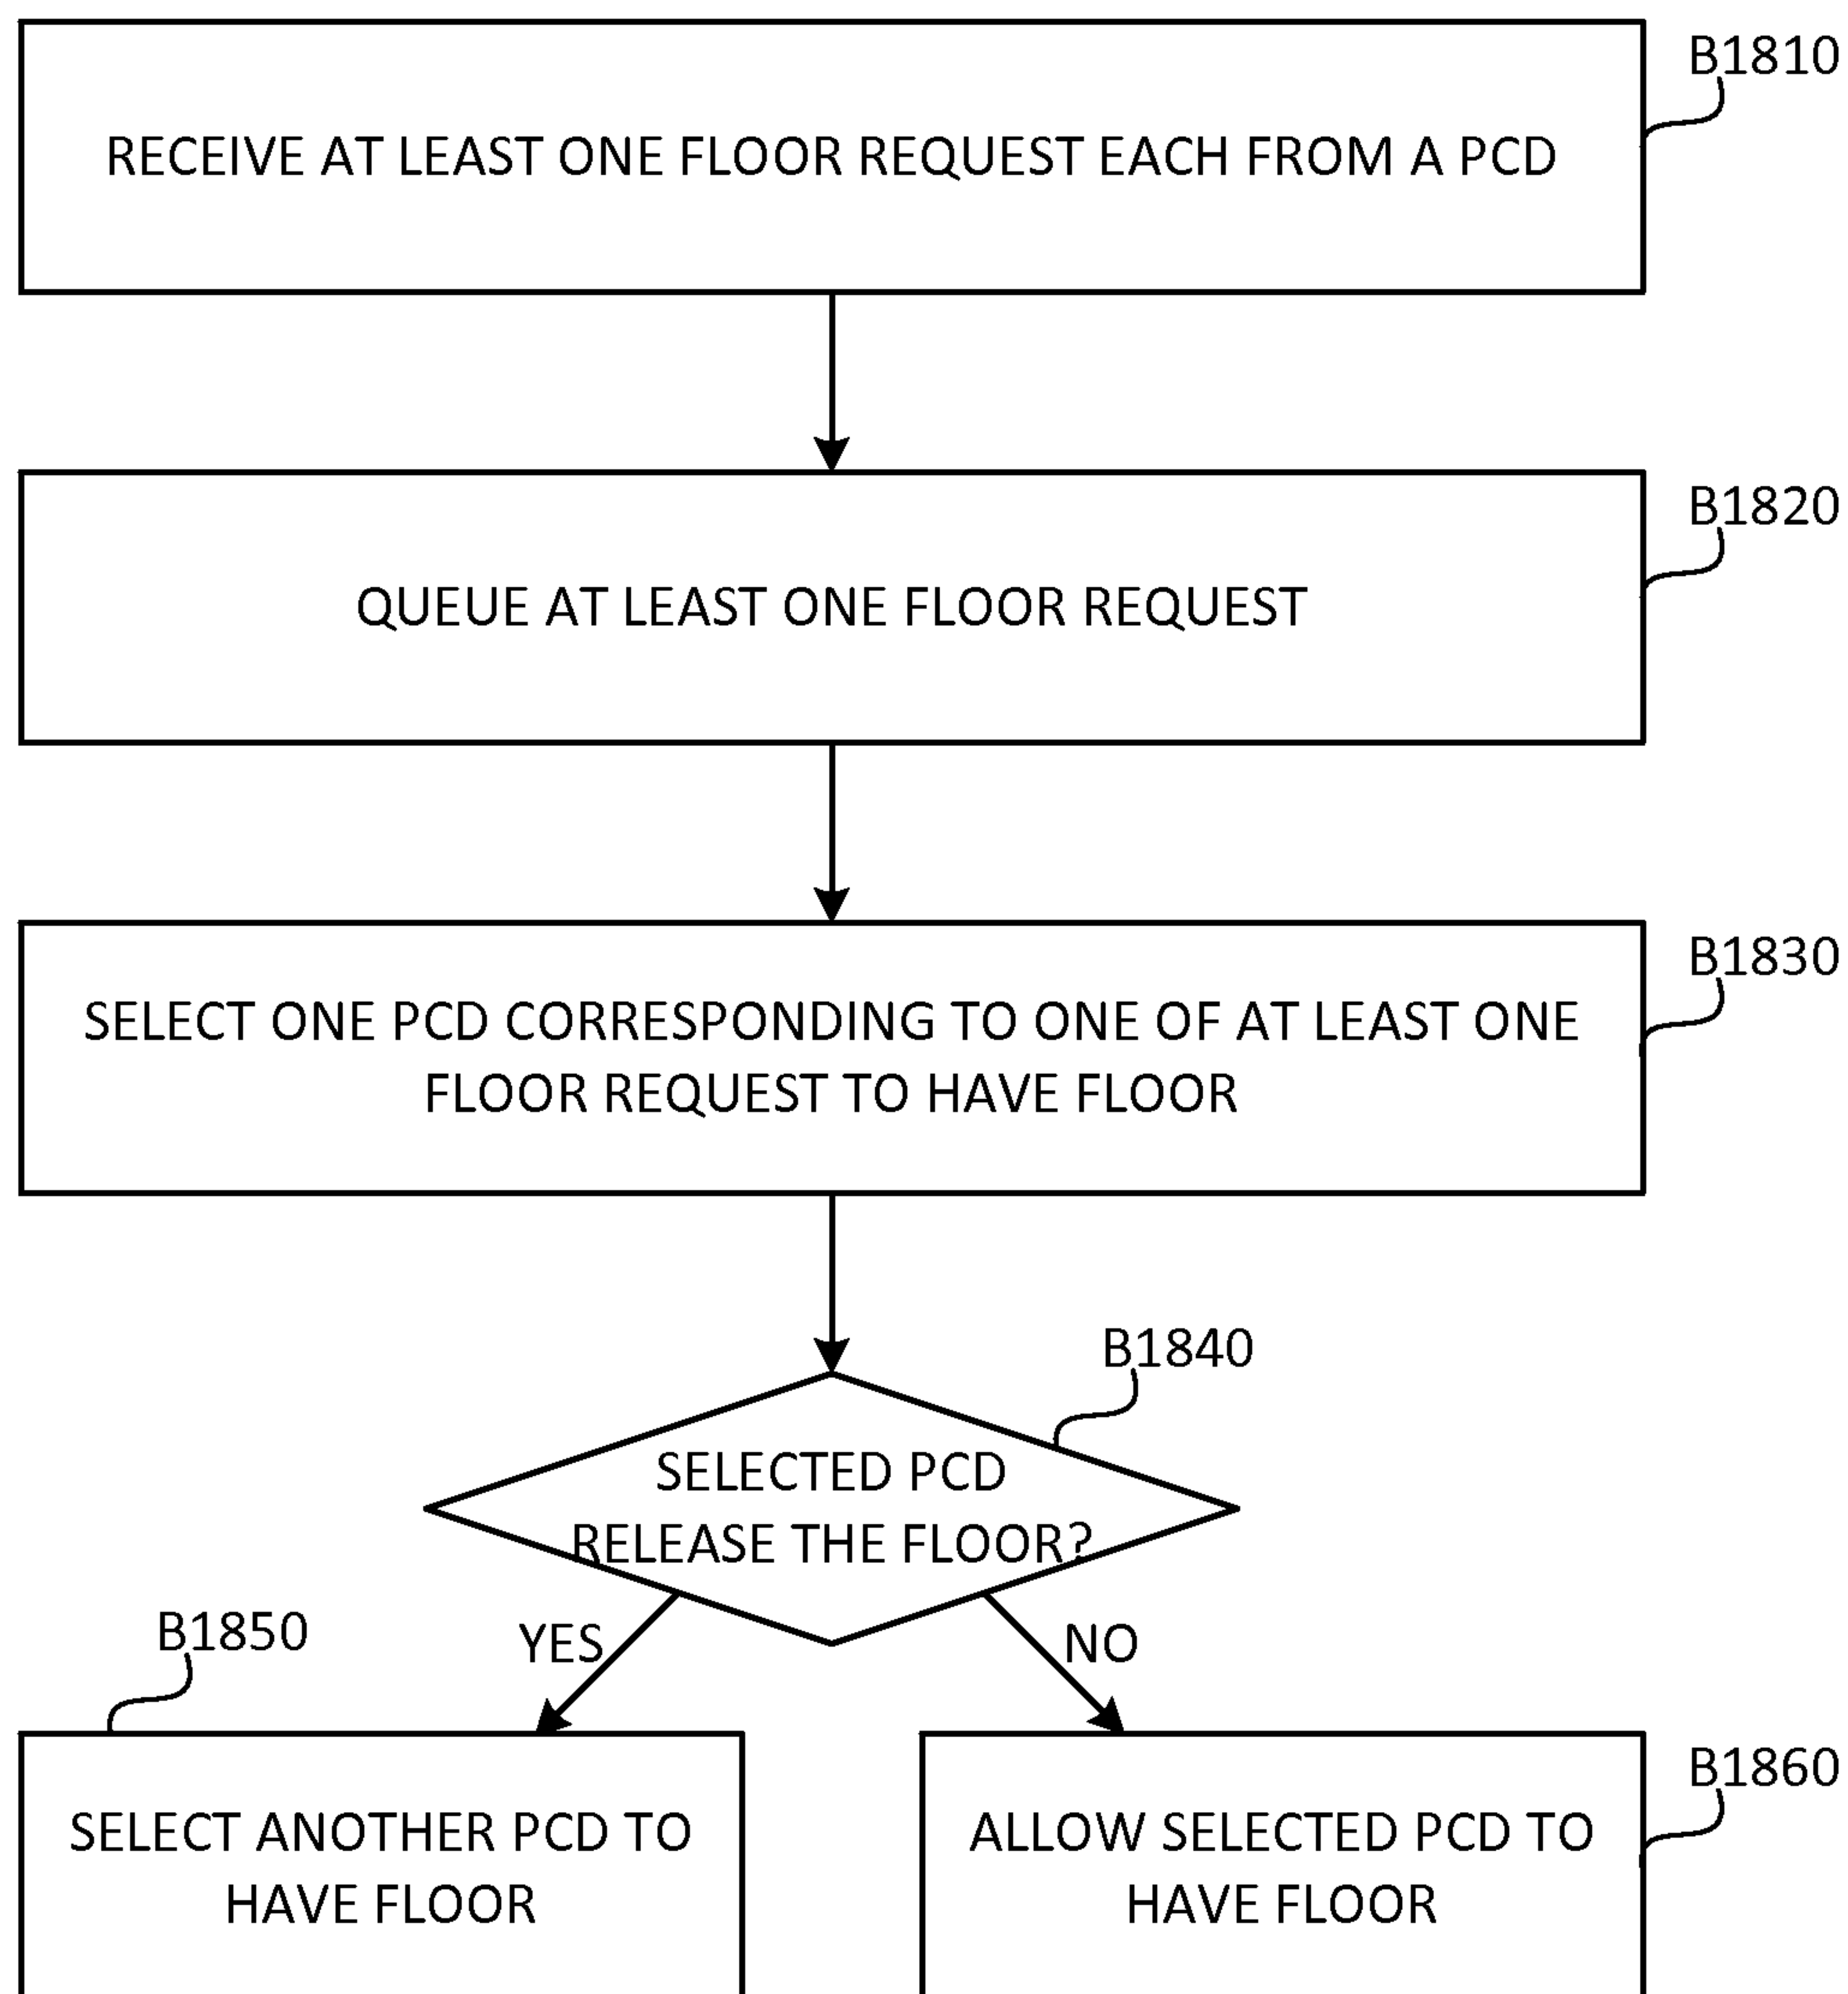 B1810
RECEIVE AT LEAST ONE FLOOR REQUEST EACH FROM A PCD
B1820
QUEUE AT LEAST ONE FLOOR REQUEST
B1830
SELECT ONE PCD CORRESPONDING TO ONE OF AT LEAST ONE
FLOOR REQUEST TO HAVE FLOOR
B1840
SELECTED PCD
RELEASE THE FLOOR?
B1850
YES
NO
B1860
SELECT ANOTHER PCD TO
HAVE FLOOR
ALLOW SELECTED PCD TO
HAVE FLOOR